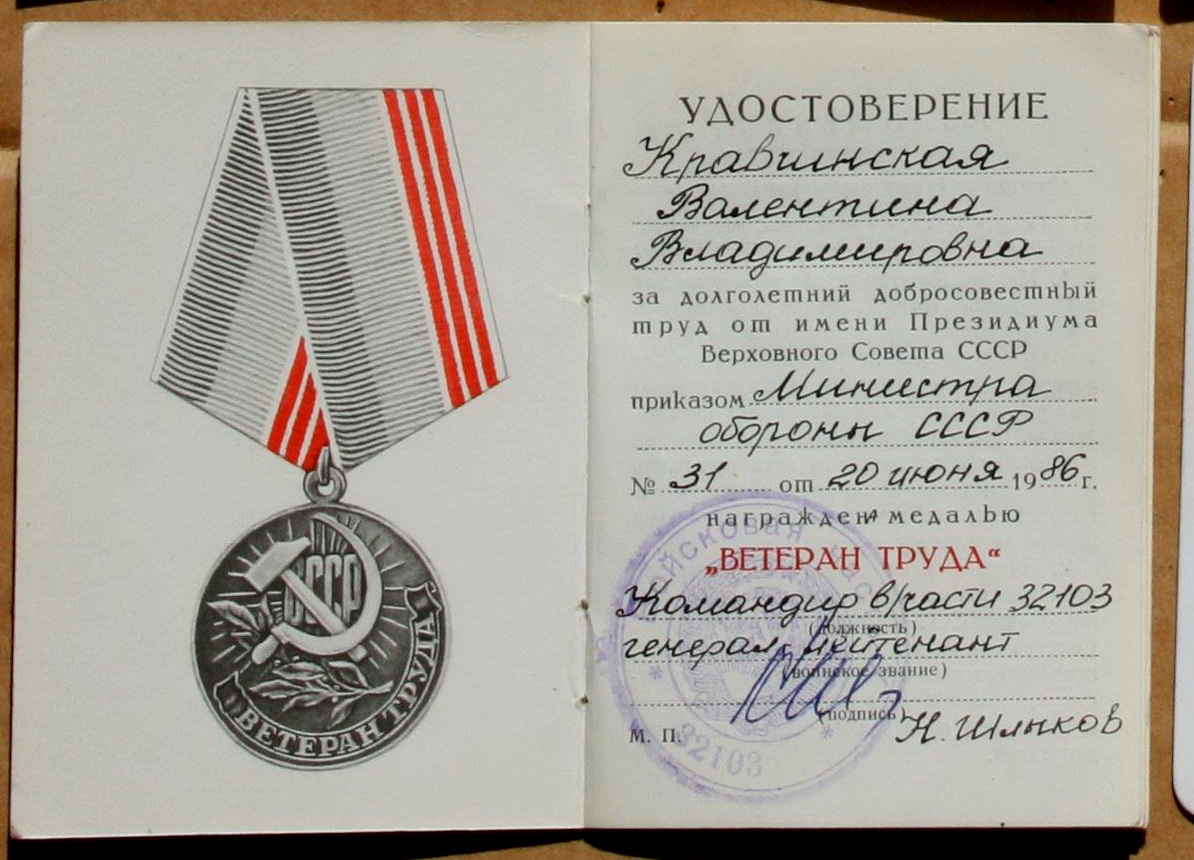 СССР
ВЕТЕРАН ТРУДА
УДОСТОВЕРЕНИЕ
Кравчинская
Валентина
Владимировна
за долголетний добросовестный
труд от имени Президиума
Верховного Совета СССР
приказом Министра
обороны СССР
№ 31 от 20 июня 1986 г.
награжденa медалью
„ВЕТЕРАН ТРУДА“
Командир в/части 32103
(должность)
генерал-лейтенант
(воинское звание)
(подпись)
М. П.
Н. Шлыков
32103